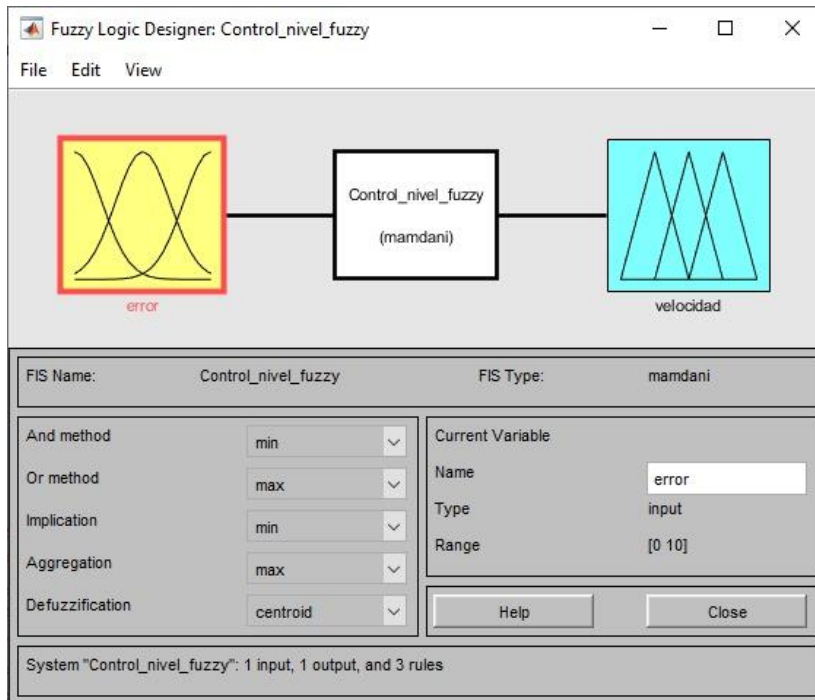 Fuzzy Logic Designer: Control_nivel_fuzzy
File Edit View
Control_nivel_fuzzy
(mamdani)
error
velocidad
FIS Name: Control_nivel_fuzzy FIS Type: mamdani
And method min
Or method max
Implication min
Aggregation max
Defuzzification centroid
Current Variable
Name error
Type input
Range [0 10]
Help Close
System "Control_nivel_fuzzy": 1 input, 1 output, and 3 rules